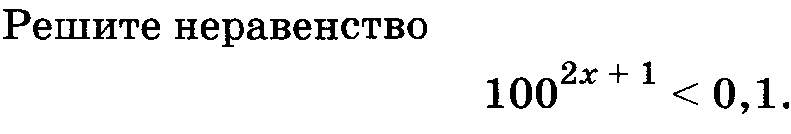 Решите неравенство
100^{2x + 1} < 0,1.